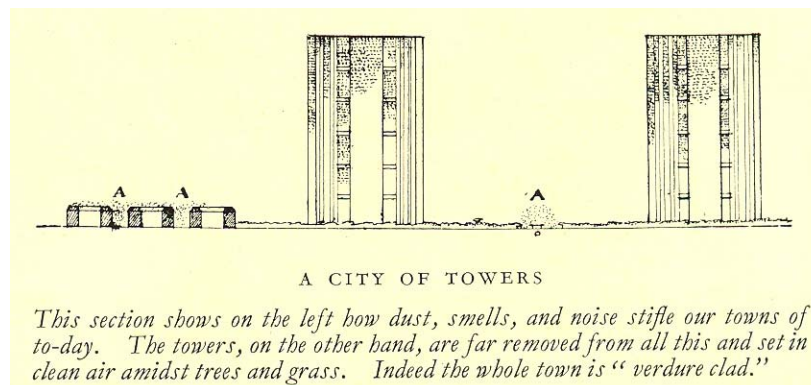 A A
A
A CITY OF TOWERS
This section shows on the left how dust, smells, and noise stifle our towns of
to-day. The towers, on the other hand, are far removed from all this and set in
clean air amidst trees and grass. Indeed the whole town is “ verdure clad.”